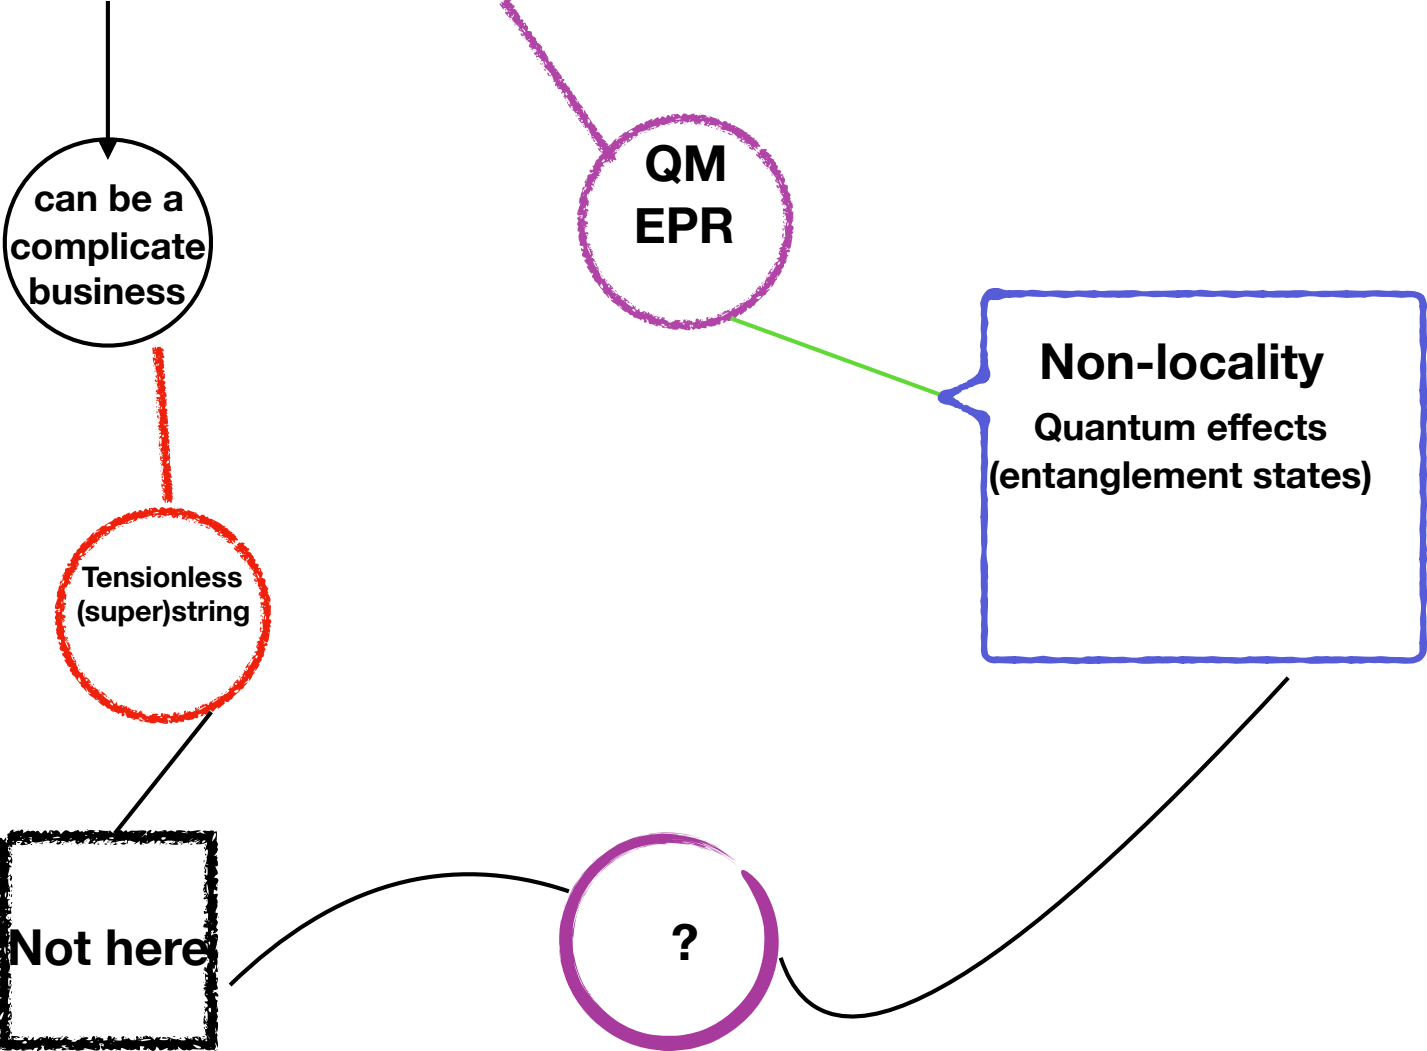 can be a
complicate
business
QM
EPR
Non-locality
Quantum effects
(entanglement states)
Tensionless
(super)string
Not here
?